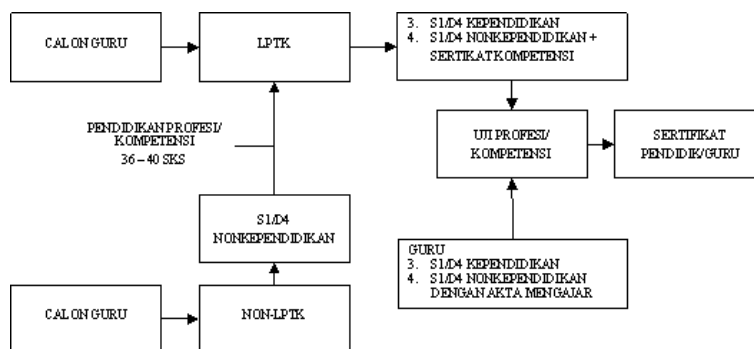 CALON GURU
LPTK
3. S1/D4 KEPENDIDIKAN
4. S1/D4 NONKEPENDIDIKAN +
SERTIKAT KOMPETENSI
PENDIDIKAN PROFESI/
KOMPETENSI
36 – 40 SKS
UJI PROFESI/
KOMPETENSI
SERTIFIKAT
PENDIDIK/GURU
S1/D4
NONKEPENDIDIKAN
GURU
3. S1/D4 KEPENDIDIKAN
4. S1/D4 NONKEPENDIDIKAN
DENGAN AKTA MENGAJAR
CALON GURU
NON-LPTK